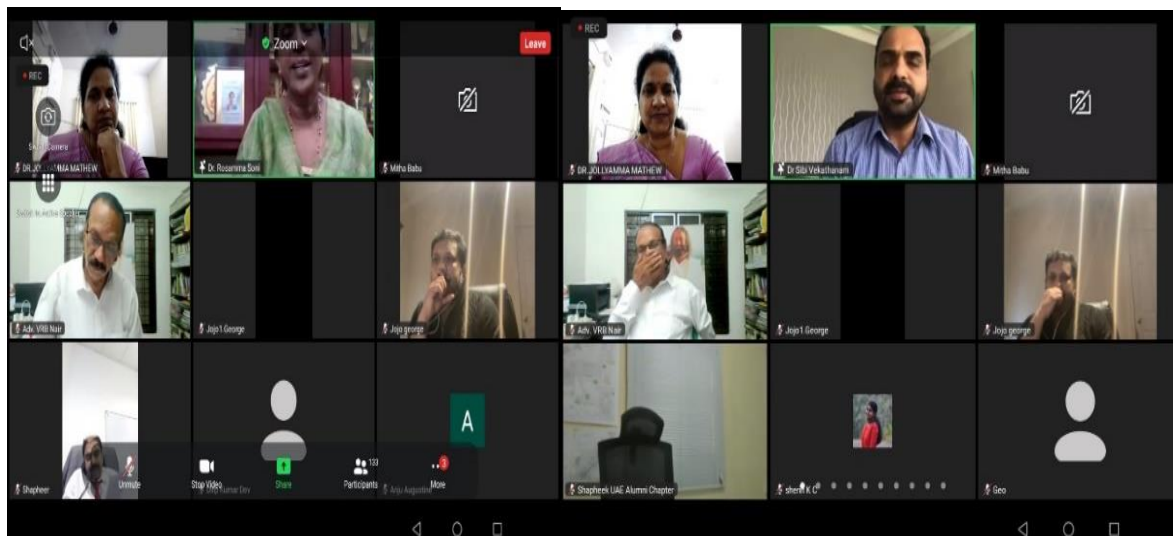 Zoom
Leave
REC
DR.JOLLYAMMA MATHEW
Dr. Rosamma Soni
Mitha Babu
Adv. VRB Nair
Jojo1.George
Jojo george
A
Shapheer
Unmute
Stop Video
Share
133
Participants
3
More
Anju Augustine
REC
DR.JOLLYAMMA MATHEW
Dr Sibi Vekathanam
Mitha Babu
Adv. VRB Nair
Jojo1.George
Jojo george
Shapheek UAE Alumni Chapter
K C
Geo